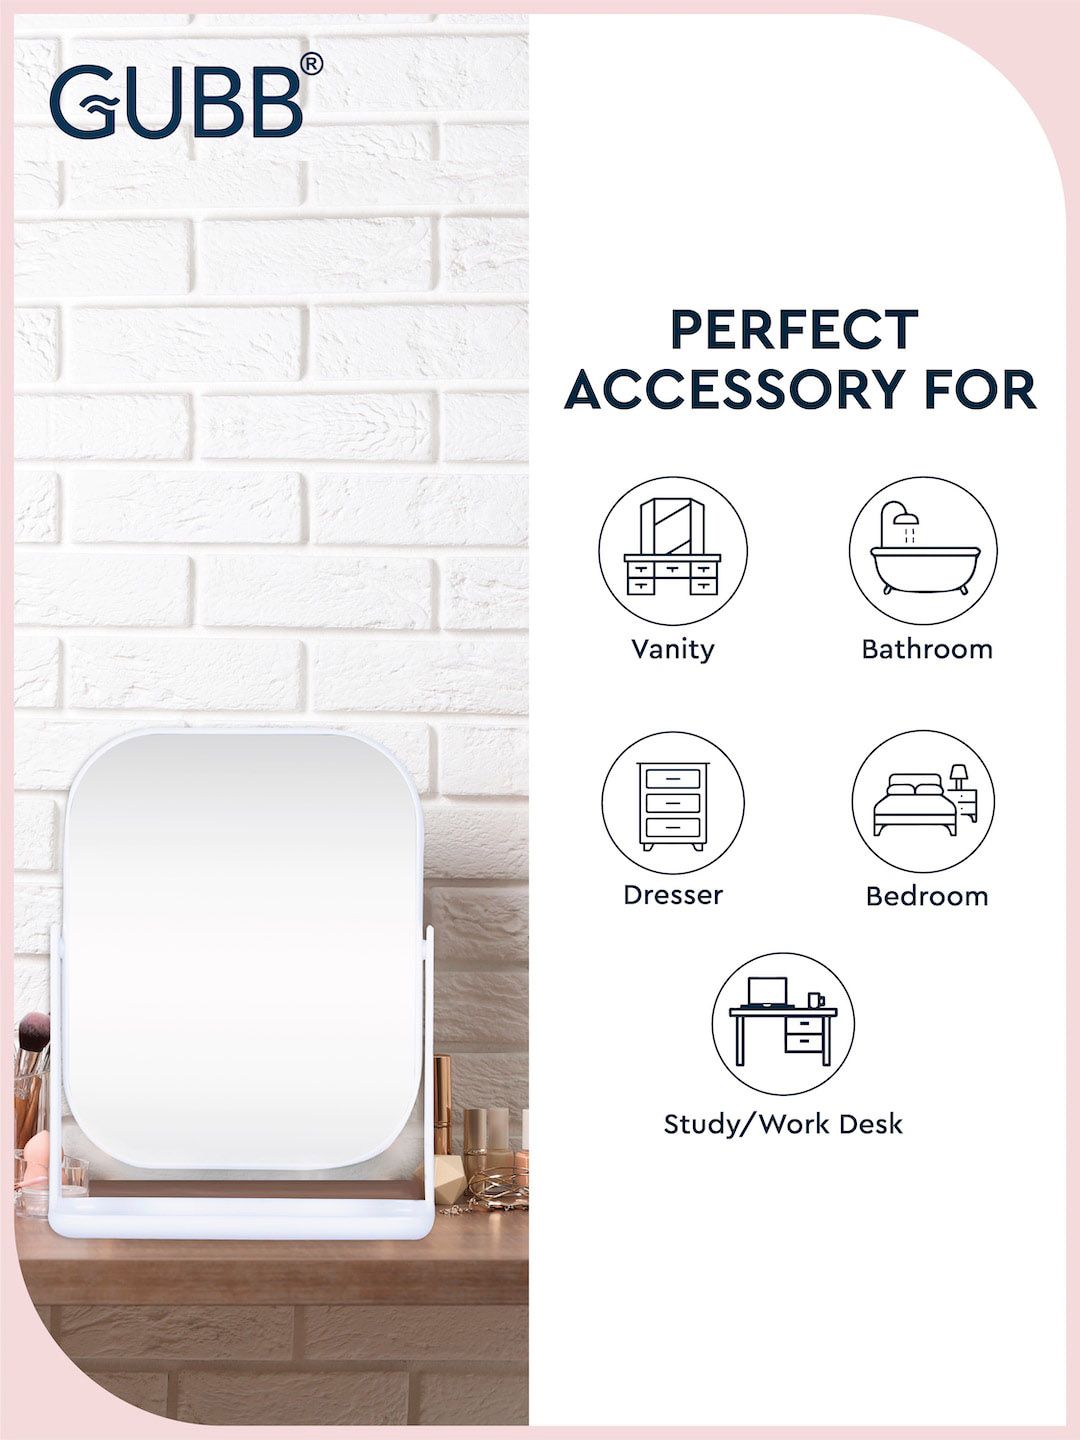 GUBB®
PERFECT
ACCESSORY FOR
Vanity
Bathroom
Dresser
Bedroom
Study/Work Desk